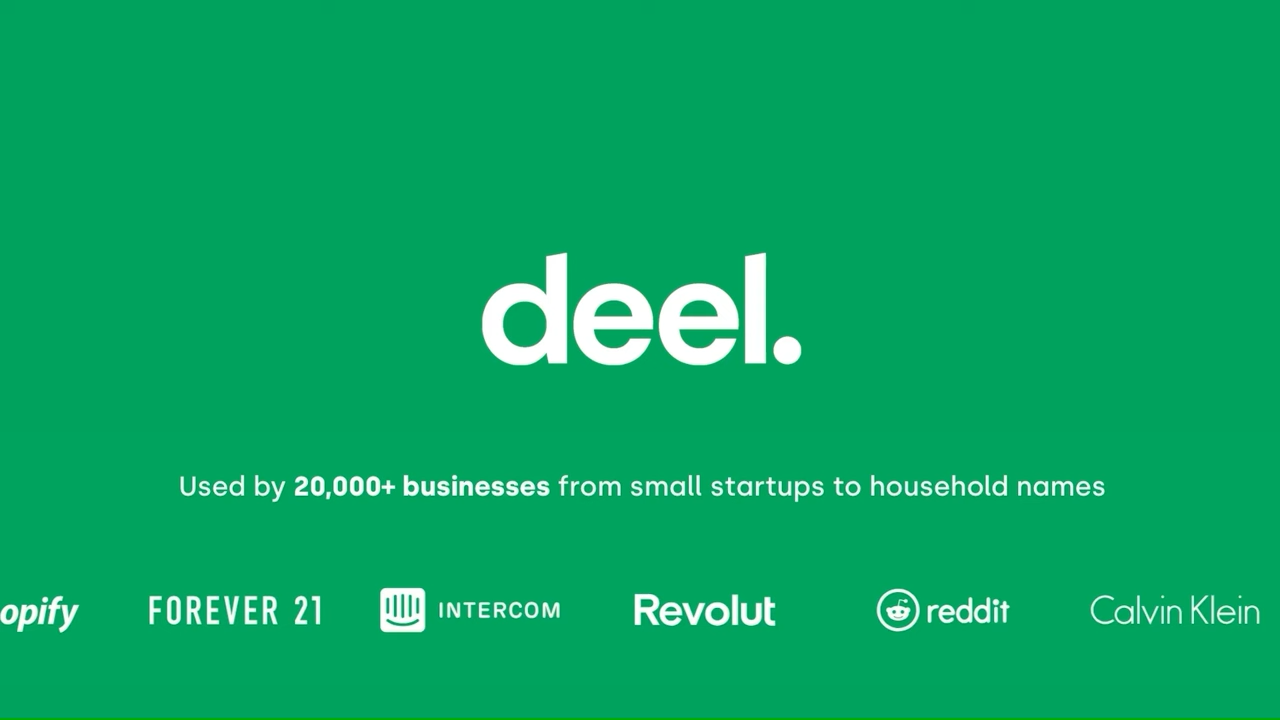 deel.
Used by 20,000+ businesses from small startups to household names
opify FOREVER 21 INTERCOM Revolut reddit Calvin Klein